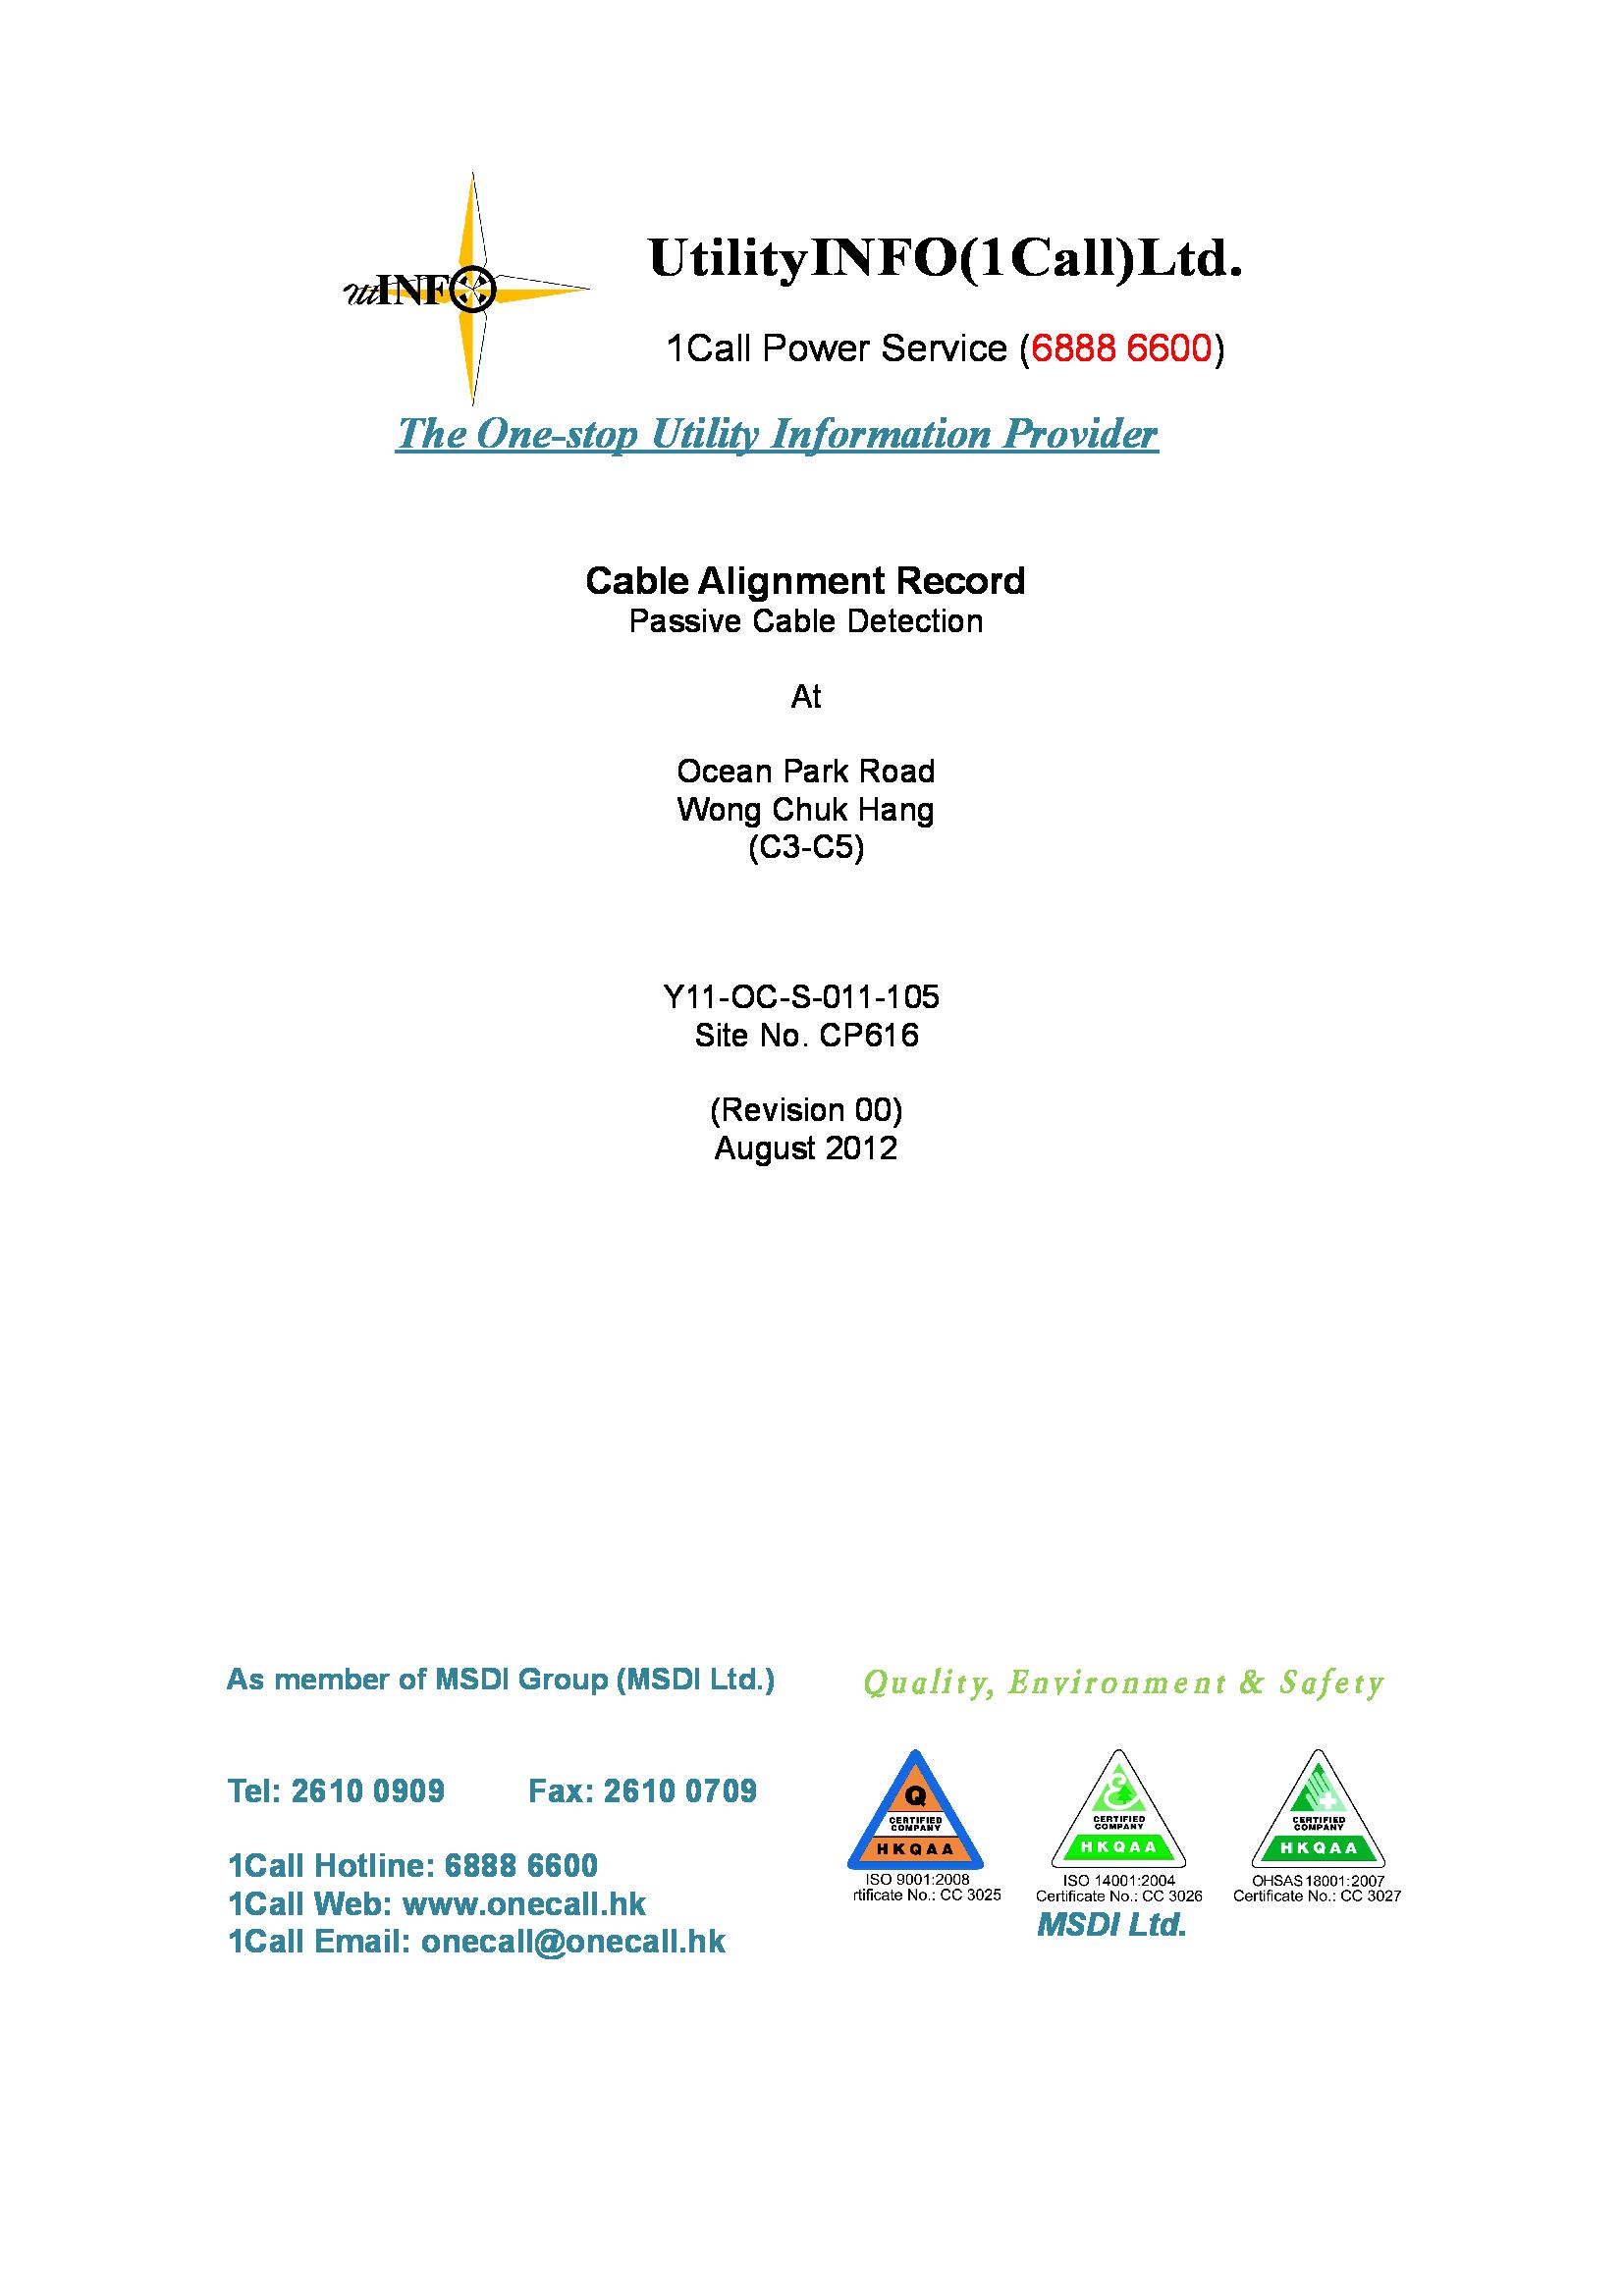 UtilityINFO(1Call)Ltd.
utINFO
1Call Power Service (6888 6600)
The One-stop Utility Information Provider
Cable Alignment Record
Passive Cable Detection
At
Ocean Park Road
Wong Chuk Hang
(C3-C5)
Y11-OC-S-011-105
Site No. CP616
(Revision 00)
August 2012
As member of MSDI Group (MSDI Ltd.)
Quality, Environment & Safety
Tel: 2610 0909 Fax: 2610 0709
1Call Hotline: 6888 6600
1Call Web: www.onecall.hk
1Call Email: onecall@onecall.hk
Q
CERTIFIED
COMPANY
HKQAA
ISO 9001:2008
rtificate No.: CC 3025
CERTIFIED
COMPANY
HKQAA
ISO 14001:2004
Certificate No.: CC 3026
CERTIFIED
COMPANY
HKQAA
OHSAS 18001:2007
Certificate No.: CC 3027
MSDI Ltd.